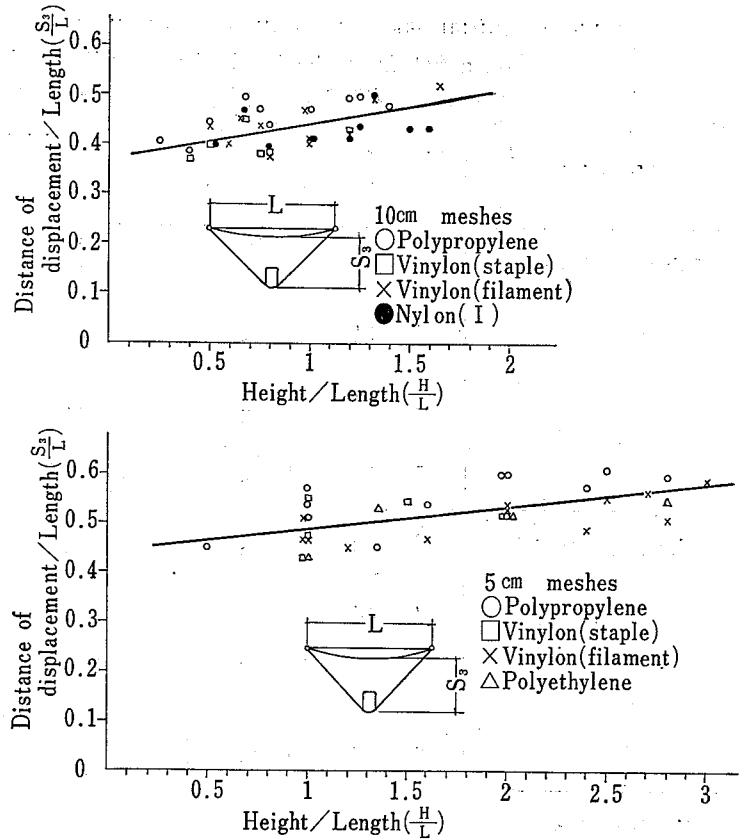 Distance of
displacement/Length(S₃/L)
0.6
0.5
0.4
0.3
0.2
0.1
0
L
S₃
10cm meshes
○Polypropylene
□Vinylon(staple)
×Vinylon(filament)
●Nylon(I)
0.5 1 1.5 2
Height/Length(H/L)
Distance of
displacement/Length(S₃/L)
0.6
0.5
0.4
0.3
0.2
0.1
0
L
S₃
5cm meshes
○Polypropylene
□Vinylon(staple)
×Vinylon(filament)
△Polyethylene
0.5 1 1.5 2 2.5 3
Height/Length(H/L)